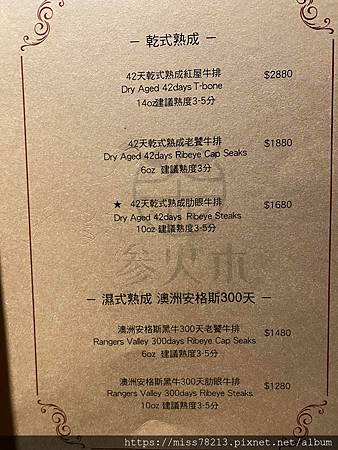 — 乾式熟成 —
42天乾式熟成紅屋牛排 $2880
Dry Aged 42days T-bone
14oz建議熟度3-5分
42天乾式熟成老饕牛排 $1880
Dry Aged 42days Ribeye Cap Seaks
6oz 建議熟度3分
★ 42天乾式熟成肋眼牛排 $1680
Dry Aged 42days Ribeye Steaks
10oz 建議熟度3-5分
— 濕式熟成 澳洲安格斯300天 —
澳洲安格斯黑牛300天老饕牛排 $1480
Rangers Valley 300days Ribeye Cap Seaks
6oz 建議熟度3-5分
澳洲安格斯黑牛300天肋眼牛排 $1280
Rangers Valley 300days Ribeye Steaks
10oz 建議熟度3-5分
https://miss78213.pixnet.net/album